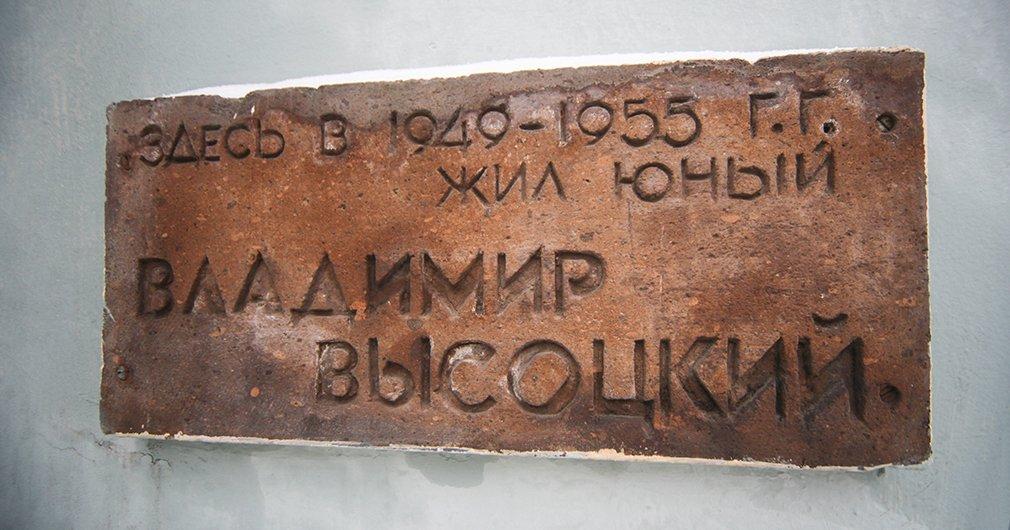 ЗДЕСЬ В 1949-1955 Г.Г.
ЖИЛ ЮНЫЙ
ВЛАДИМИР
ВЫСОЦКИЙ.